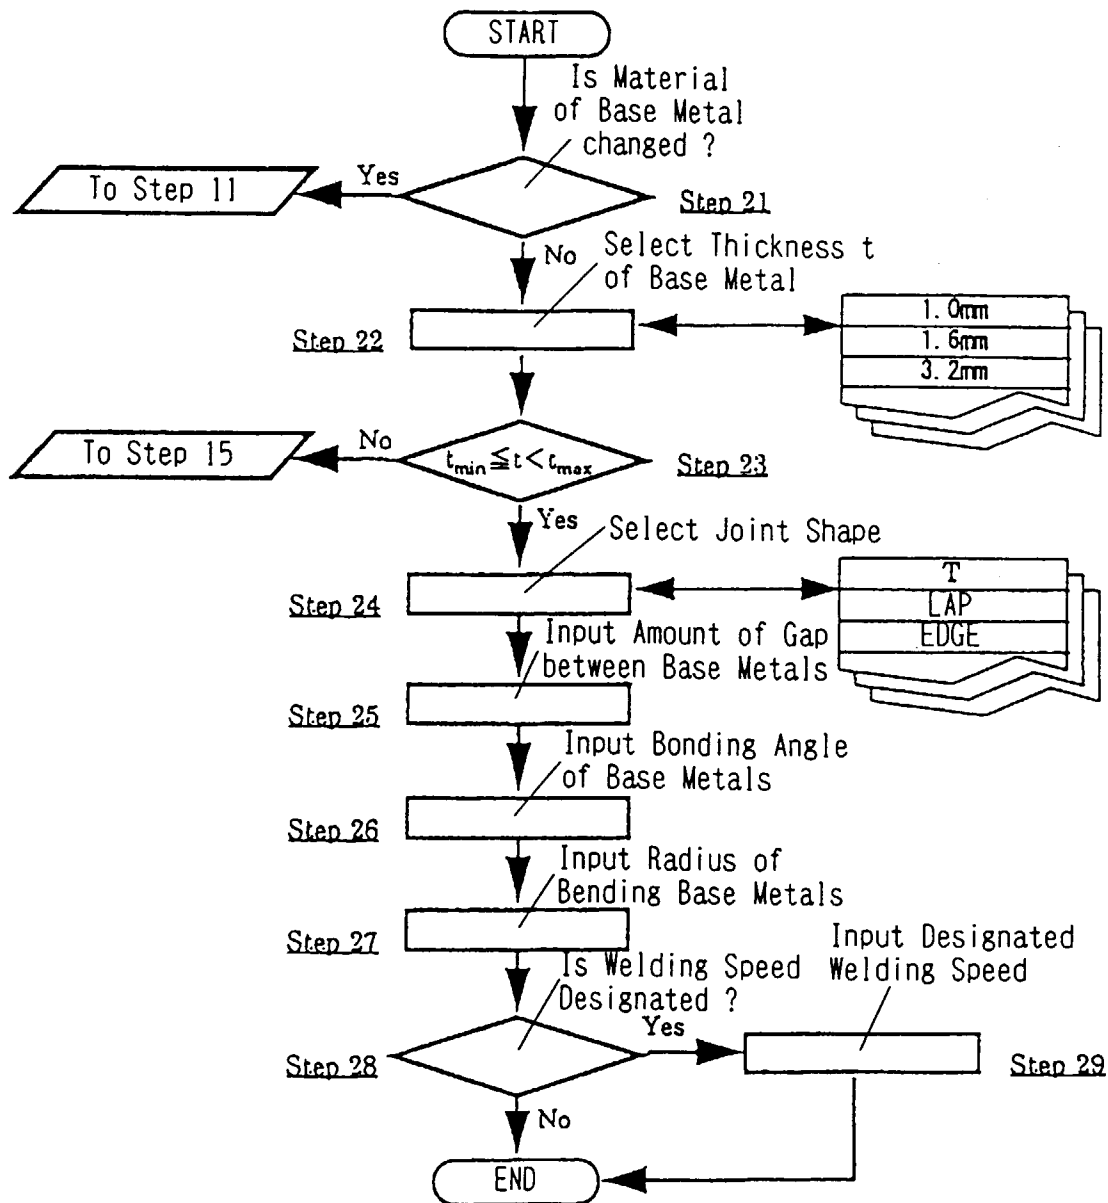 START
Is Material
of Base Metal
changed ?
To Step 11
Yes
Step 21
No
Select Thickness t
of Base Metal
Step 22
1.0mm
1.6mm
3.2mm
To Step 15
No
tmin ≦ t < tmax
Step 23
Yes
Select Joint Shape
Step 24
T
LAP
EDGE
Input Amount of Gap
between Base Metals
Step 25
Input Bonding Angle
of Base Metals
Step 26
Input Radius of
Bending Base Metals
Step 27
Is Welding Speed
Designated ?
Input Designated
Welding Speed
Step 28
Yes
Step 29
No
END